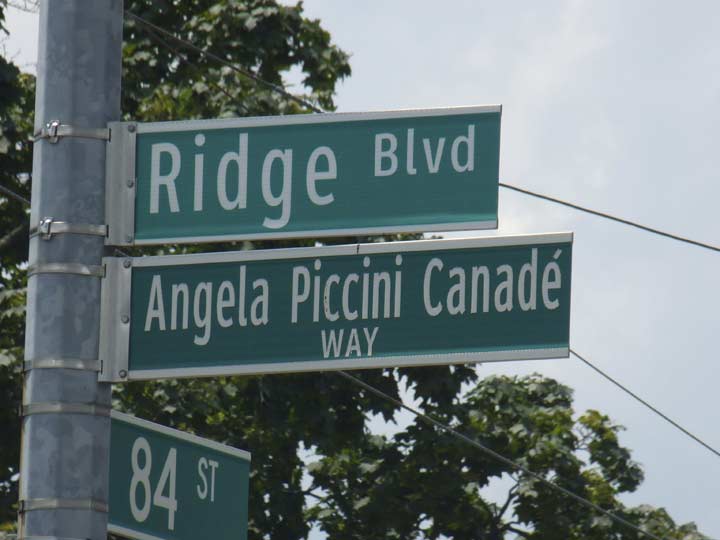 Ridge Blvd
Angela Piccini Canadé
WAY
84 ST